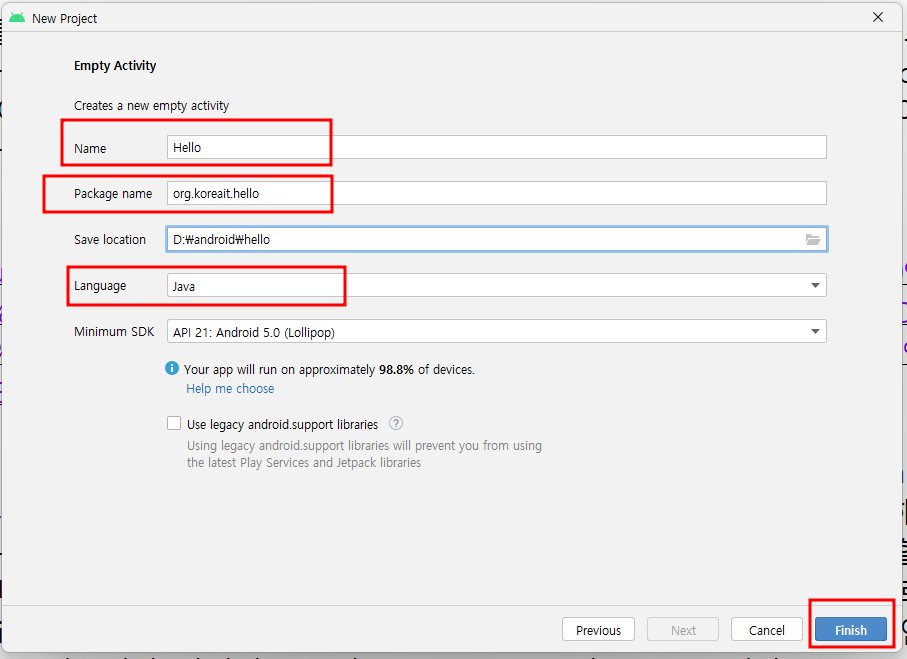 New Project
Empty Activity
Creates a new empty activity
Name Hello
Package name org.koreait.hello
Save location D:₩android₩hello
Language Java
Minimum SDK API 21: Android 5.0 (Lollipop)
Your app will run on approximately 98.8% of devices.
Help me choose
Use legacy android.support libraries ?
Using legacy android.support libraries will prevent you from using
the latest Play Services and Jetpack libraries
Previous Next Cancel Finish